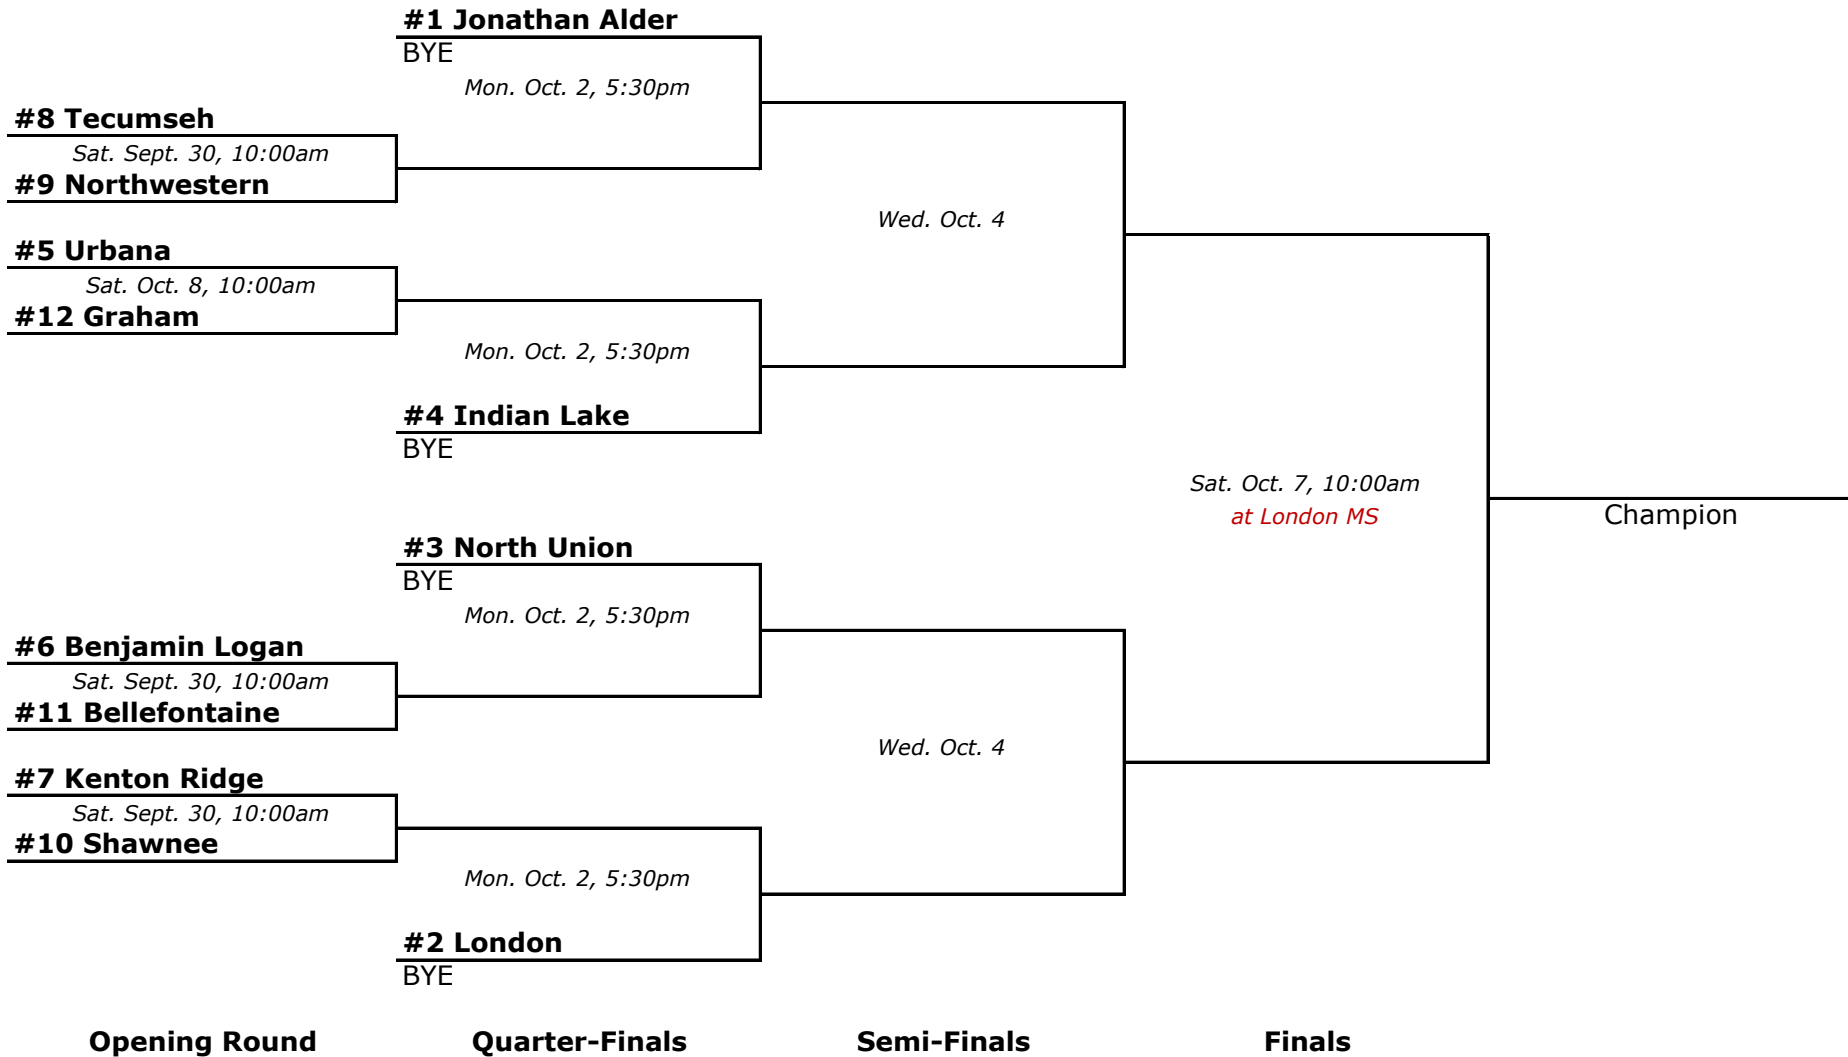 #1 Jonathan Alder
BYE
Mon. Oct. 2, 5:30pm
#8 Tecumseh
Sat. Sept. 30, 10:00am
#9 Northwestern
Wed. Oct. 4
#5 Urbana
Sat. Oct. 8, 10:00am
#12 Graham
Mon. Oct. 2, 5:30pm
#4 Indian Lake
BYE
Sat. Oct. 7, 10:00am
at London MS
Champion
#3 North Union
BYE
Mon. Oct. 2, 5:30pm
#6 Benjamin Logan
Sat. Sept. 30, 10:00am
#11 Bellefontaine
Wed. Oct. 4
#7 Kenton Ridge
Sat. Sept. 30, 10:00am
#10 Shawnee
Mon. Oct. 2, 5:30pm
#2 London
BYE
Opening Round
Quarter-Finals
Semi-Finals
Finals